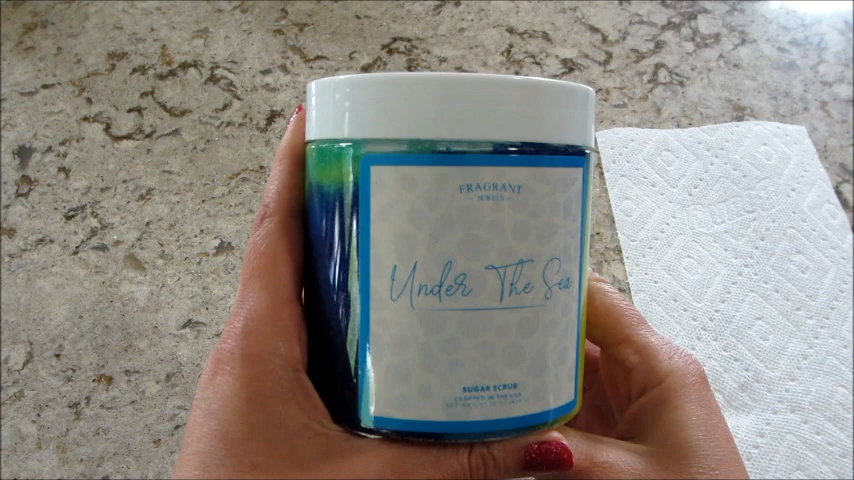 FRAGRANT
JEWELS
Under The Sea
SUGAR SCRUB
CRAFTED IN THE USA